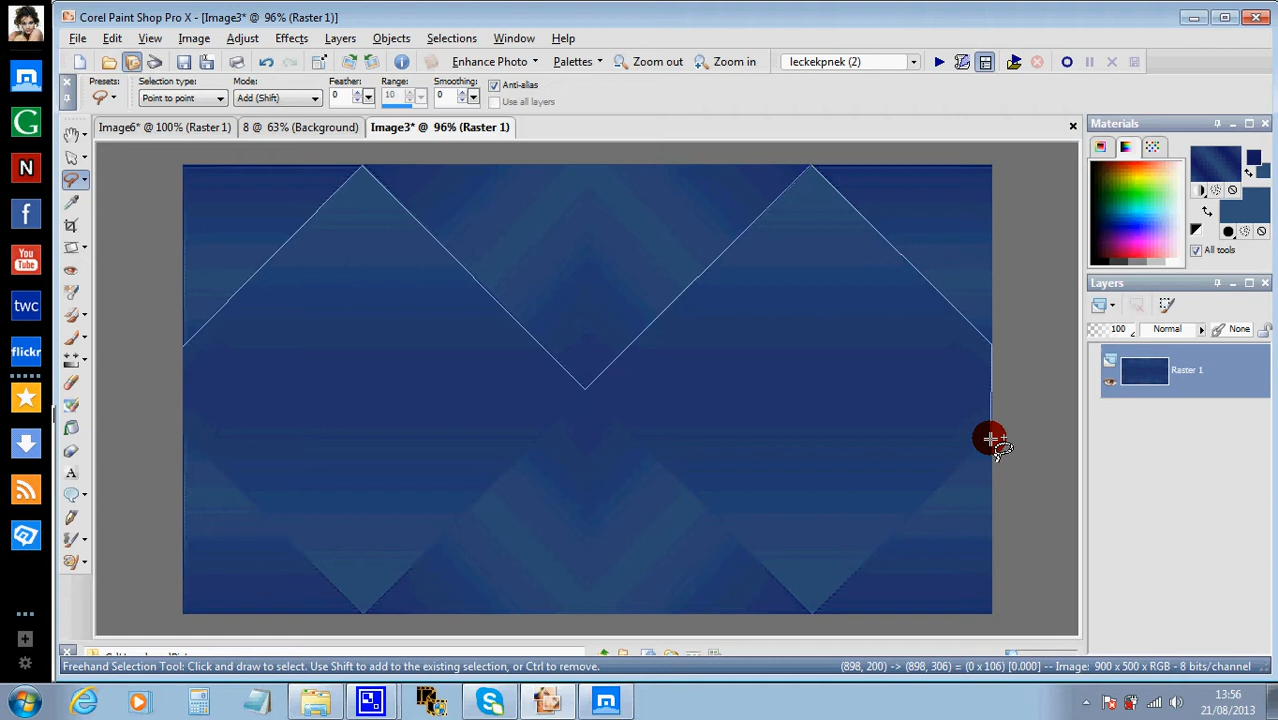 Corel Paint Shop Pro X - [Image3* @ 96% (Raster 1)]
File Edit View Image Adjust Effects Layers Objects Selections Window Help
Enhance Photo Palettes Zoom out Zoom in leckekpnek (2)
Presets: Selection type: Mode: Feather: Range: Smoothing:
Point to point Add (Shift) 0 10 0
Anti-alias
Use all layers
Image6* @ 100% (Raster 1) 8 @ 63% (Background) Image3* @ 96% (Raster 1)
Materials
All tools
Layers
100 Normal None
Raster 1
G
N
f
You
Tube
twc
flickr
A
Freehand Selection Tool: Click and draw to select. Use Shift to add to the existing selection, or Ctrl to remove.
(898, 200) -> (898, 306) = (0 x 106) [0.000] -- Image: 900 x 500 x RGB - 8 bits/channel
13:56
21/08/2013